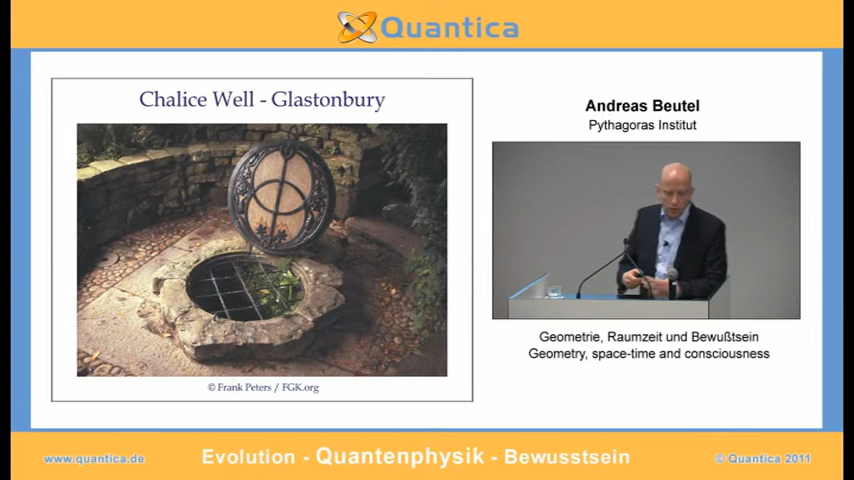 Quantica
Chalice Well - Glastonbury
© Frank Peters / FGK.org
Andreas Beutel
Pythagoras Institut
Geometrie, Raumzeit und Bewußtsein
Geometry, space-time and consciousness
www.quantica.de
Evolution - Quantenphysik - Bewusstsein
© Quantica 2011